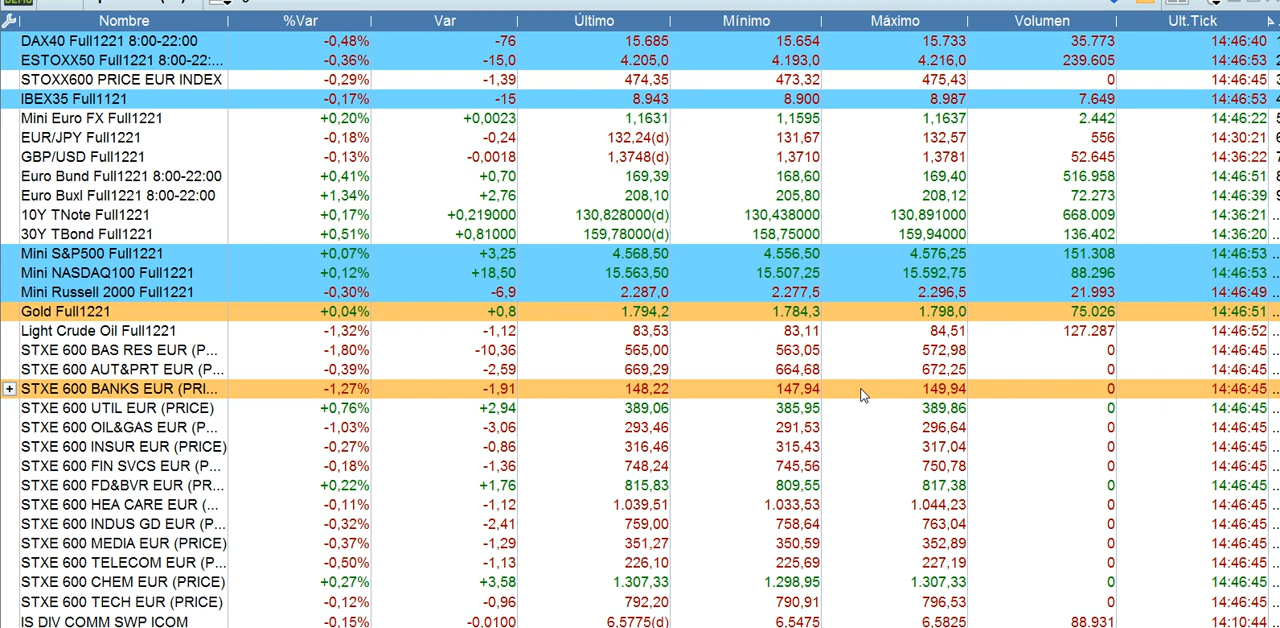 Nombre %Var Var Último Mínimo Máximo Volumen Ult.Tick
DAX40 Full1221 8:00-22:00 -0,48% -76 15.685 15.654 15.733 35.773 14:46:40
ESTOXX50 Full1221 8:00-22:... -0,36% -15,0 4.205,0 4.193,0 4.216,0 239.605 14:46:53
STOXX600 PRICE EUR INDEX -0,29% -1,39 474,35 473,32 475,43 0 14:46:45
IBEX35 Full1121 -0,17% -15 8.943 8.900 8.987 7.649 14:46:53
Mini Euro FX Full1221 +0,20% +0,0023 1,1631 1,1595 1,1637 2.442 14:46:22
EUR/JPY Full1221 -0,18% -0,24 132,24(d) 131,67 132,57 556 14:30:21
GBP/USD Full1221 -0,13% -0,0018 1,3748(d) 1,3710 1,3781 52.645 14:36:22
Euro Bund Full1221 8:00-22:00 +0,41% +0,70 169,39 168,60 169,40 516.958 14:46:51
Euro Buxl Full1221 8:00-22:00 +1,34% +2,76 208,10 205,80 208,12 72.273 14:46:39
10Y TNote Full1221 +0,17% +0,219000 130,828000(d) 130,438000 130,891000 668.009 14:36:21
30Y TBond Full1221 +0,51% +0,81000 159,78000(d) 158,75000 159,94000 136.402 14:36:20
Mini S&P500 Full1221 +0,07% +3,25 4.568,50 4.556,50 4.576,25 151.308 14:46:53
Mini NASDAQ100 Full1221 +0,12% +18,50 15.563,50 15.507,25 15.592,75 88.296 14:46:53
Mini Russell 2000 Full1221 -0,30% -6,9 2.287,0 2.277,5 2.296,5 21.993 14:46:49
Gold Full1221 +0,04% +0,8 1.794,2 1.784,3 1.798,0 75.026 14:46:51
Light Crude Oil Full1221 -1,32% -1,12 83,53 83,11 84,51 127.287 14:46:52
STXE 600 BAS RES EUR (P... -1,80% -10,36 565,00 563,05 572,98 0 14:46:45
STXE 600 AUT&PRT EUR (P... -0,39% -2,59 669,29 664,68 672,25 0 14:46:45
STXE 600 BANKS EUR (PRI... -1,27% -1,91 148,22 147,94 149,94 0 14:46:45
STXE 600 UTIL EUR (PRICE) +0,76% +2,94 389,06 385,95 389,86 0 14:46:45
STXE 600 OIL&GAS EUR (P... -1,03% -3,06 293,46 291,53 296,64 0 14:46:45
STXE 600 INSUR EUR (PRICE) -0,27% -0,86 316,46 315,43 317,04 0 14:46:45
STXE 600 FIN SVCS EUR (P... -0,18% -1,36 748,24 745,56 750,78 0 14:46:45
STXE 600 FD&BVR EUR (PR... +0,22% +1,76 815,83 809,55 817,38 0 14:46:45
STXE 600 HEA CARE EUR (... -0,11% -1,12 1.039,51 1.033,53 1.044,23 0 14:46:45
STXE 600 INDUS GD EUR (P... -0,32% -2,41 759,00 758,64 763,04 0 14:46:45
STXE 600 MEDIA EUR (PRICE) -0,37% -1,29 351,27 350,59 352,89 0 14:46:45
STXE 600 TELECOM EUR (P... -0,50% -1,13 226,10 225,69 227,19 0 14:46:45
STXE 600 CHEM EUR (PRICE) +0,27% +3,58 1.307,33 1.298,95 1.307,33 0 14:46:45
STXE 600 TECH EUR (PRICE) -0,12% -0,96 792,20 790,91 796,53 0 14:46:45
IS DIV COMM SWP ICOM -0,15% -0,0100 6,5775(d) 6,5475 6,5825 88.931 14:10:44